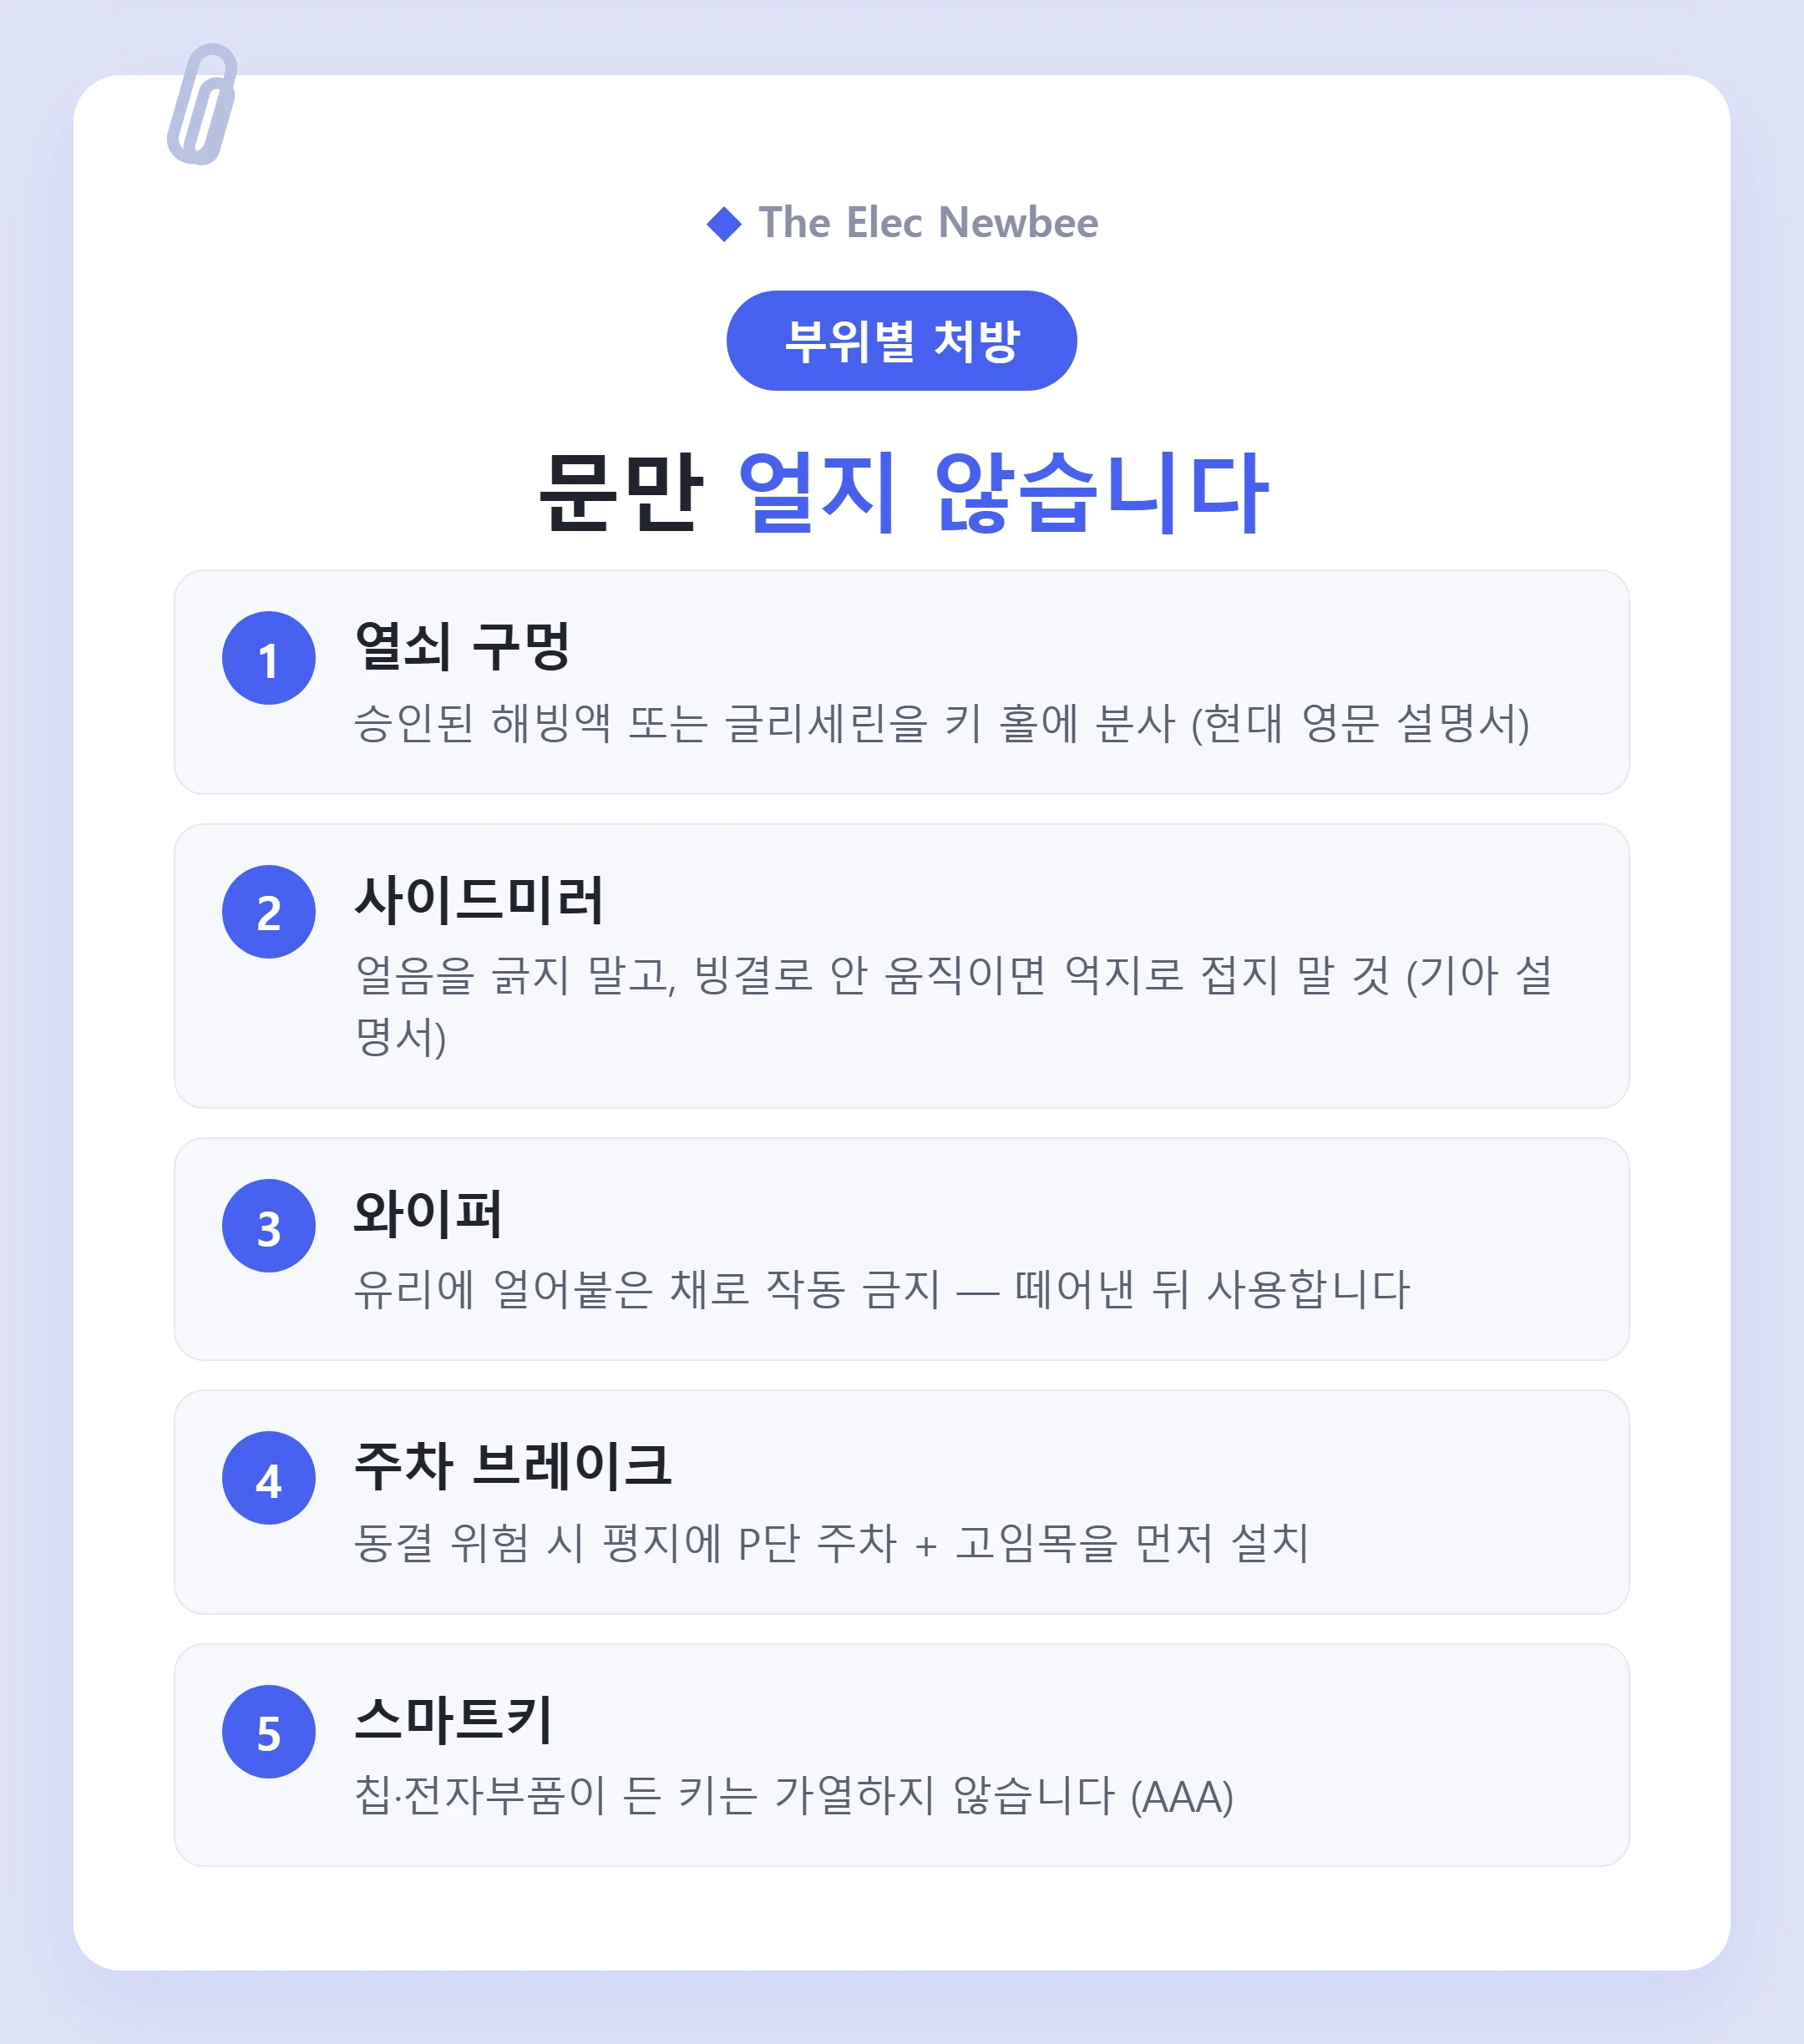 ◆ The Elec Newbee
부위별 처방
문만 얼지 않습니다
1 열쇠 구멍
승인된 해빙액 또는 글리세린을 키 홀에 분사 (현대 영문 설명서)
2 사이드미러
얼음을 긁지 말고, 빙결로 안 움직이면 억지로 접지 말 것 (기아 설
명서)
3 와이퍼
유리에 얼어붙은 채로 작동 금지 — 떼어낸 뒤 사용합니다
4 주차 브레이크
동결 위험 시 평지에 P단 주차 + 고임목을 먼저 설치
5 스마트키
칩·전자부품이 든 키는 가열하지 않습니다 (AAA)